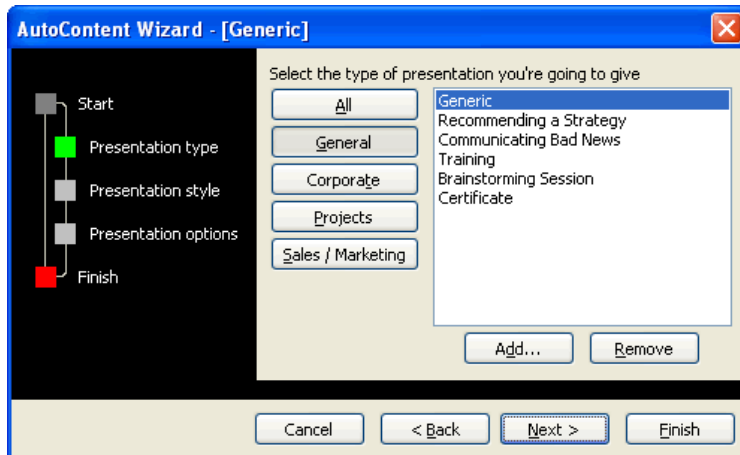 AutoContent Wizard - [Generic]
Start
Presentation type
Presentation style
Presentation options
Finish
Select the type of presentation you're going to give
All
General
Corporate
Projects
Sales / Marketing
Generic
Recommending a Strategy
Communicating Bad News
Training
Brainstorming Session
Certificate
Add...
Remove
Cancel
< Back
Next >
Finish